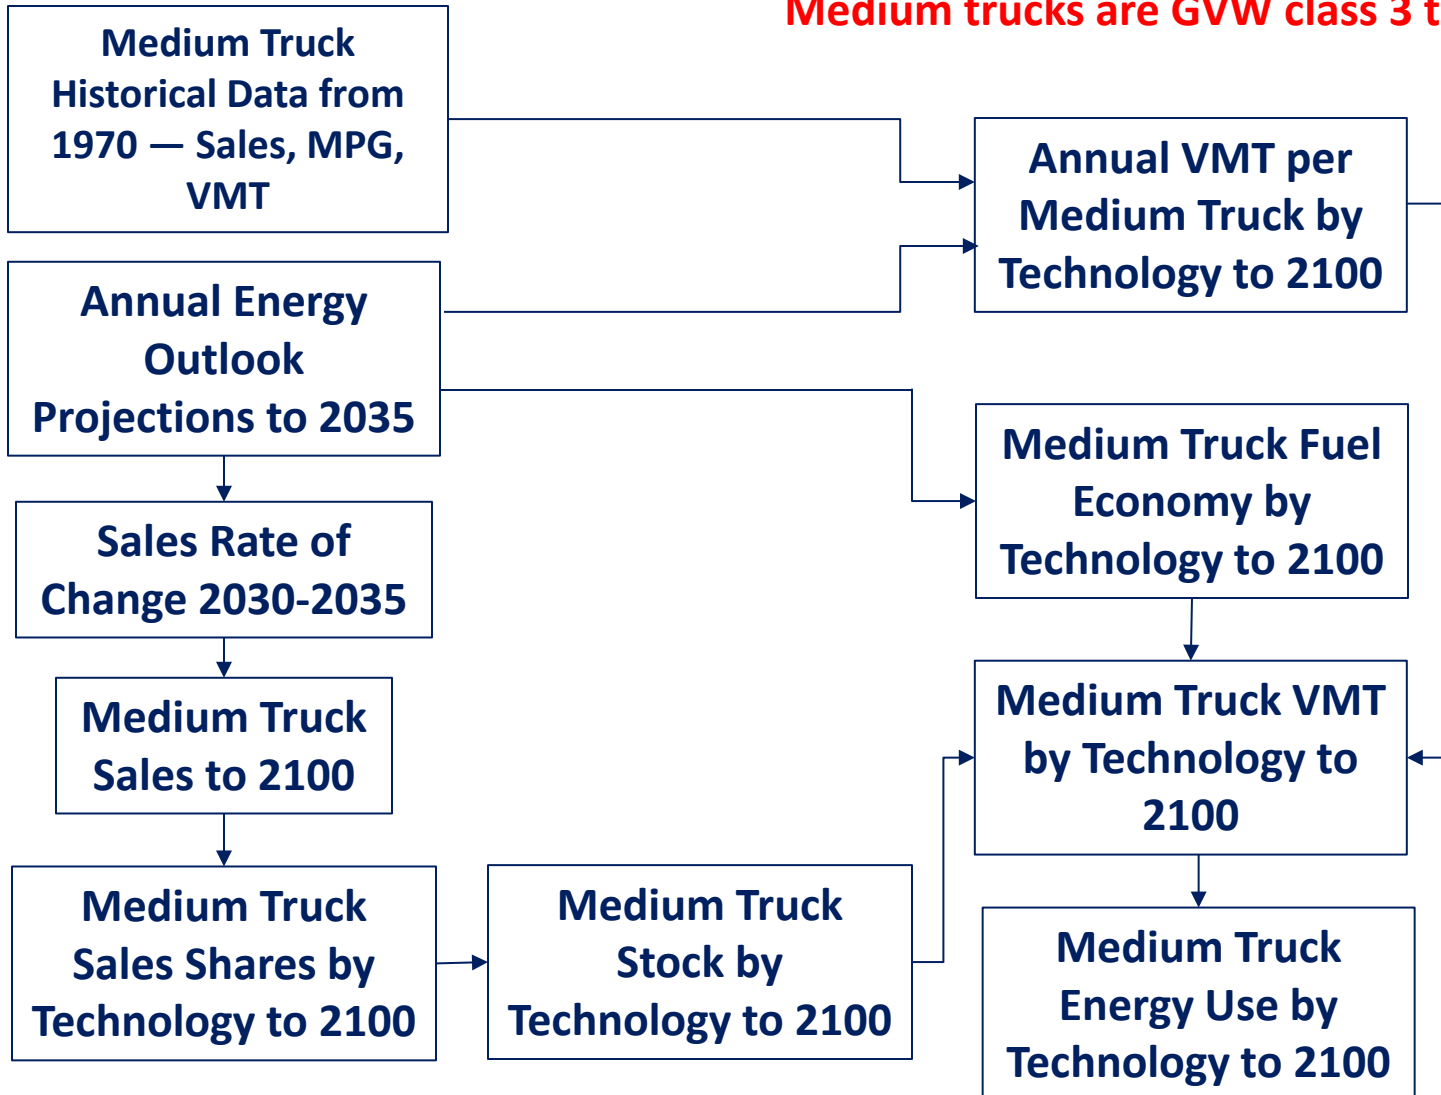 Medium trucks are GVW class 3 t
Medium Truck
Historical Data from
1970 — Sales, MPG,
VMT
Annual VMT per
Medium Truck by
Technology to 2100
Annual Energy
Outlook
Projections to 2035
Medium Truck Fuel
Economy by
Technology to 2100
Sales Rate of
Change 2030-2035
Medium Truck
Sales to 2100
Medium Truck VMT
by Technology to
2100
Medium Truck
Sales Shares by
Technology to 2100
Medium Truck
Stock by
Technology to 2100
Medium Truck
Energy Use by
Technology to 2100